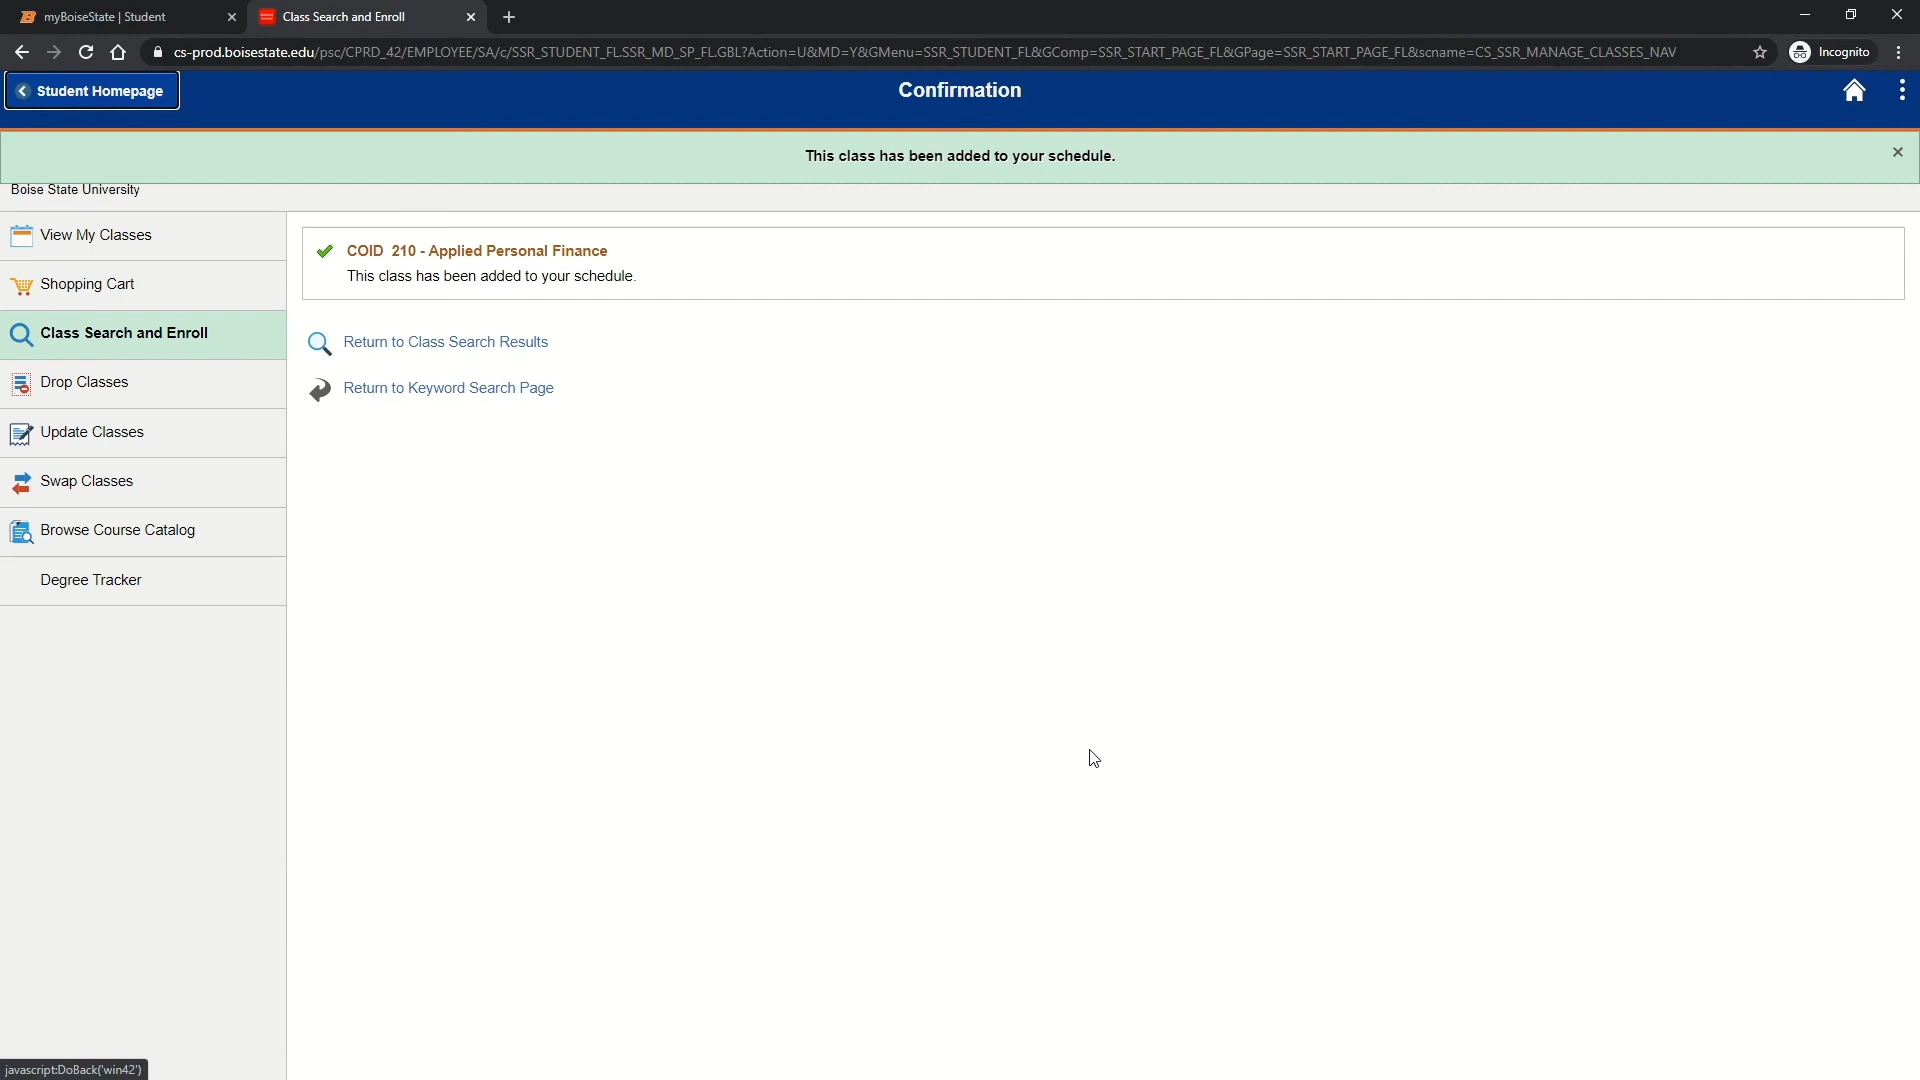 myBoiseState | Student
Class Search and Enroll
cs-prod.boisestate.edu/psc/CPRD_42/EMPLOYEE/SA/c/SSR_STUDENT_FL.SSR_MD_SP_FL.GBL?Action=U&MD=Y&GMenu=SSR_STUDENT_FL&GComp=SSR_START_PAGE_FL&GPage=SSR_START_PAGE_FL&scname=CS_SSR_MANAGE_CLASSES_NAV
Incognito
Student Homepage
Confirmation
This class has been added to your schedule.
Boise State University
View My Classes
Shopping Cart
Class Search and Enroll
Drop Classes
Update Classes
Swap Classes
Browse Course Catalog
Degree Tracker
COID 210 - Applied Personal Finance
This class has been added to your schedule.
Return to Class Search Results
Return to Keyword Search Page
javascript:DoBack('win42')